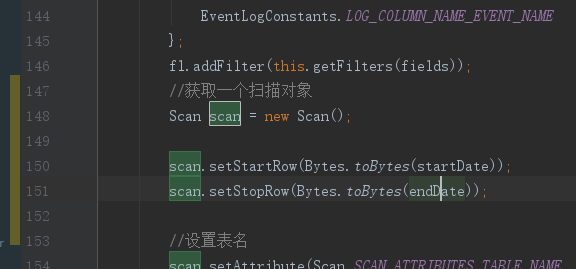 144 EventLogConstants.LOG_COLUMN_NAME_EVENT_NAME
145 };
146 fl.addFilter(this.getFilters(fields));
147 //获取一个扫描对象
148 Scan scan = new Scan();
149
150 scan.setStartRow(Bytes.toBytes(startDate));
151 scan.setStopRow(Bytes.toBytes(endDate));
152
153 //设置表名
154 scan.setAttribute(Scan.SCAN_ATTRIBUTES_TABLE_NAME